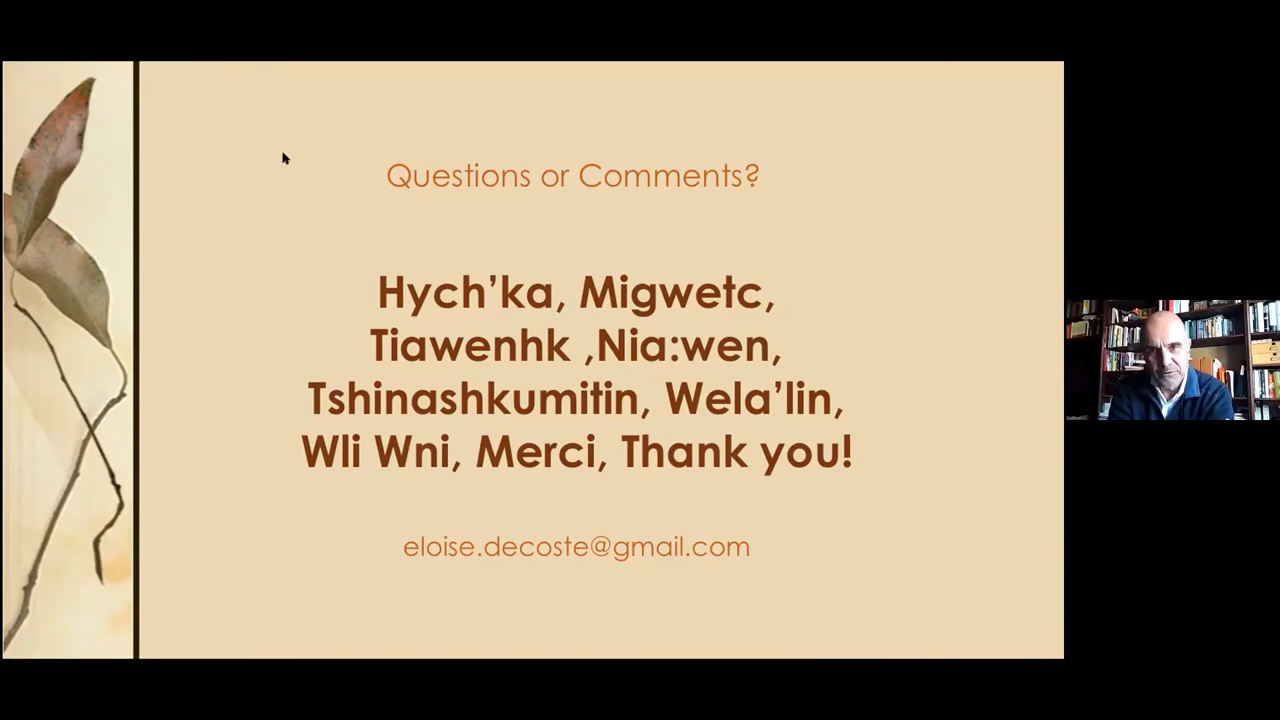 Questions or Comments?
Hych’ka, Migwetc,
Tiawenhk ,Nia:wen,
Tshinashkumitin, Wela’lin,
Wli Wni, Merci, Thank you!
eloise.decoste@gmail.com